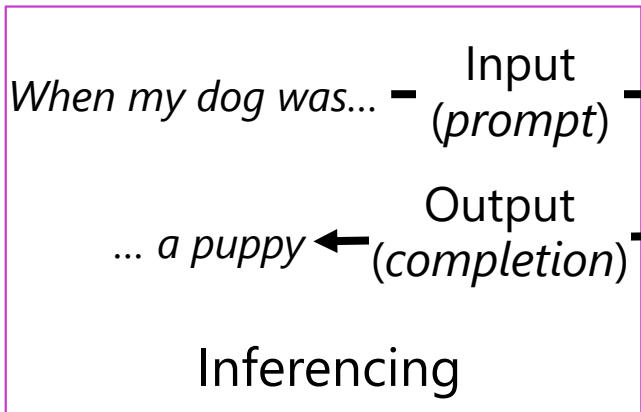 When my dog was...
Input
(prompt)
... a puppy
Output
(completion)
Inferencing